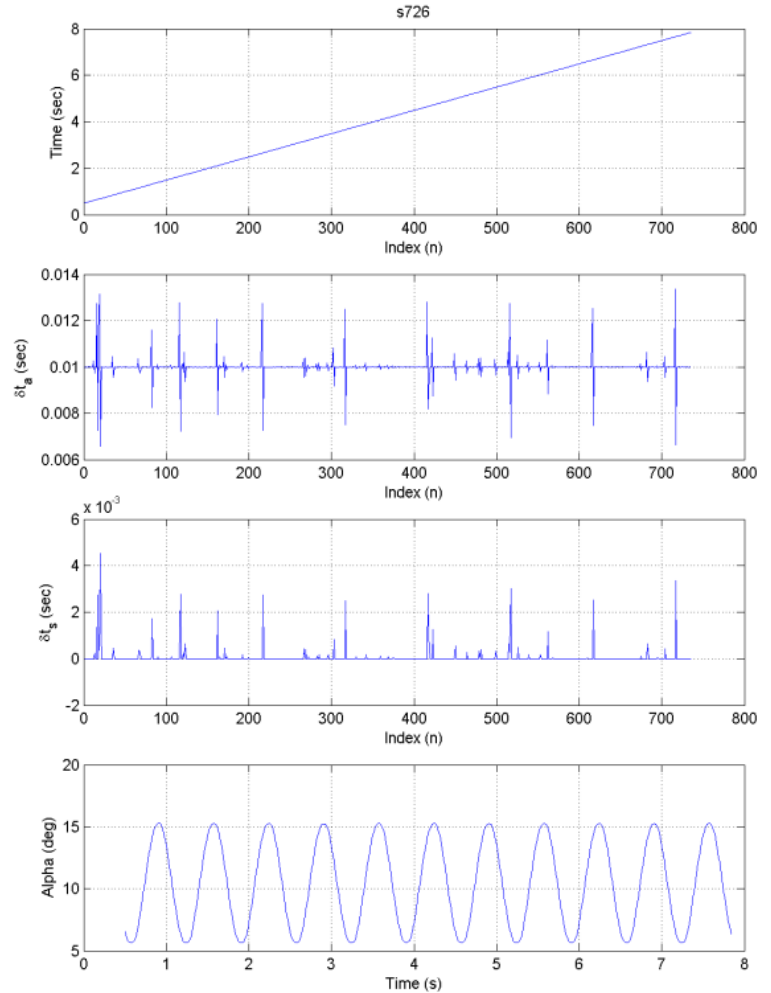 s726
8
6
4
2
0
Time (sec)
0 100 200 300 400 500 600 700 800
Index (n)
0.014
0.012
0.01
0.008
0.006
δtₐ (sec)
0 100 200 300 400 500 600 700 800
Index (n)
x 10⁻³
6
4
2
0
-2
δtₛ (sec)
0 100 200 300 400 500 600 700 800
Index (n)
20
15
10
5
Alpha (deg)
0 1 2 3 4 5 6 7 8
Time (s)